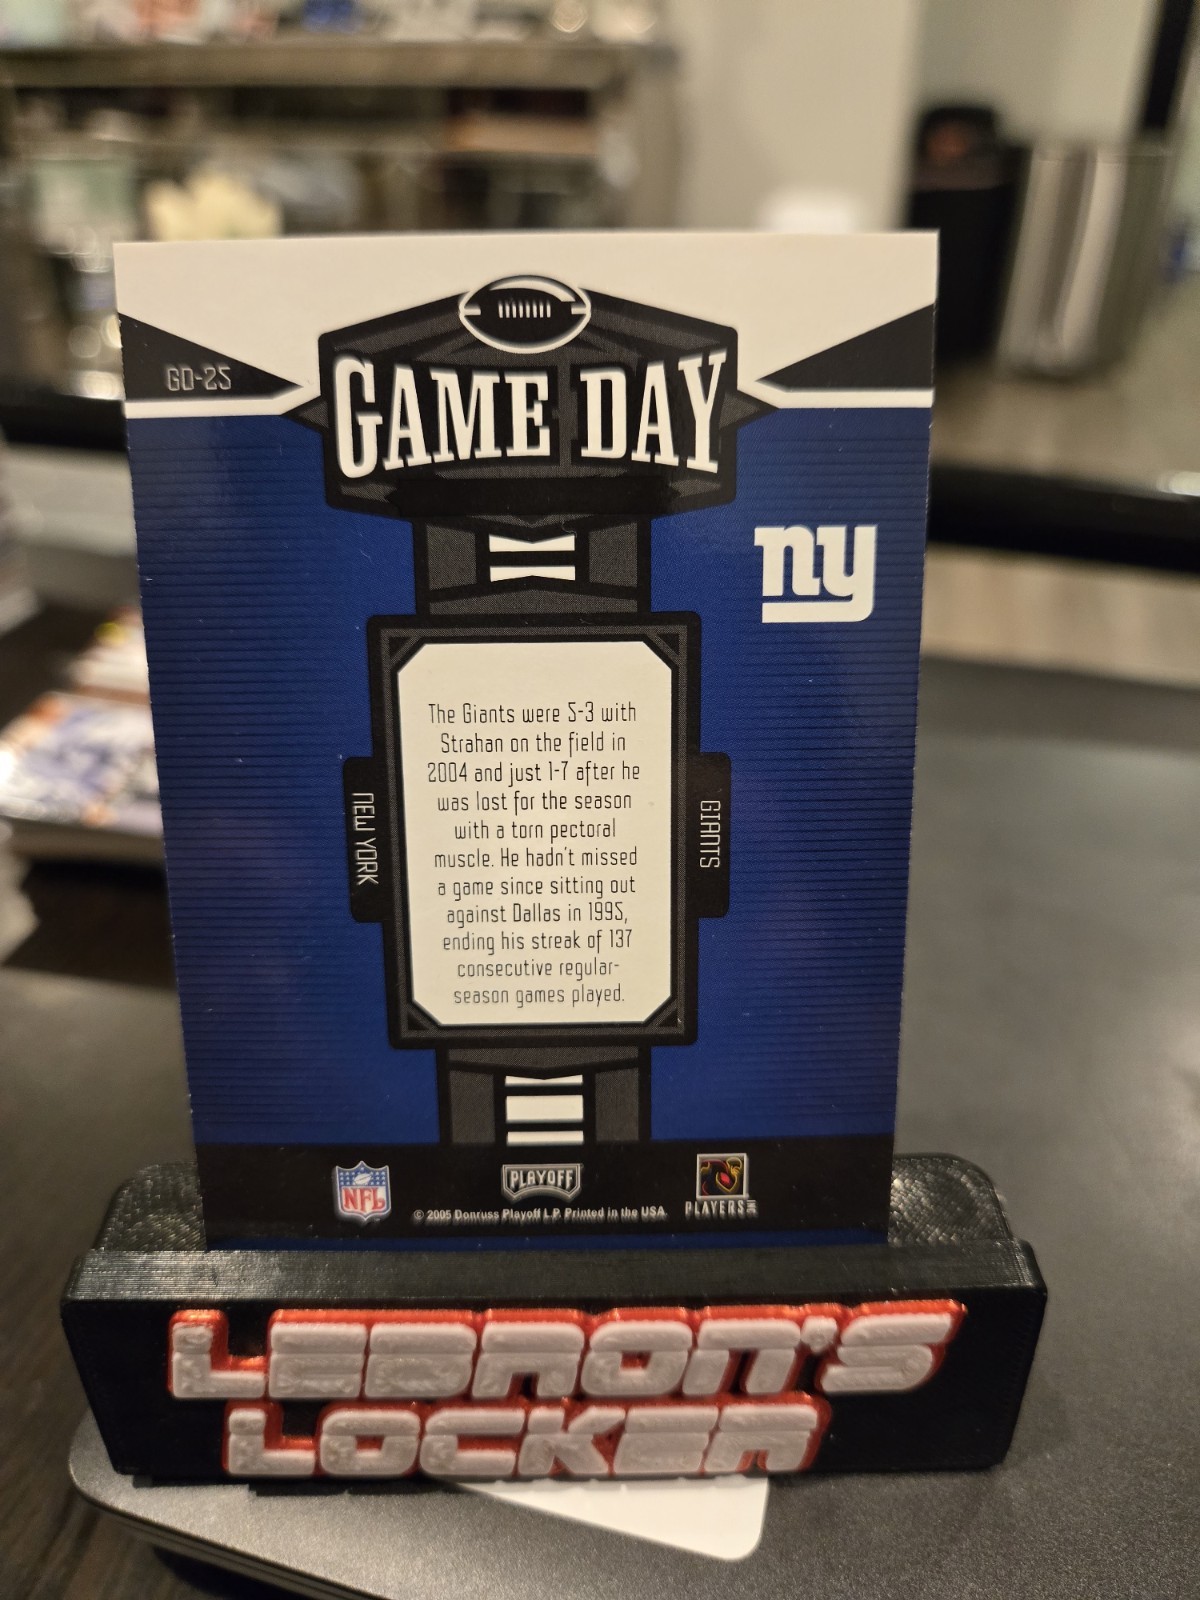 GD-25
GAME DAY
ny
The Giants were 5-3 with
Strahan on the field in
2004 and just 1-7 after he
was lost for the season
with a torn pectoral
muscle. He hadn't missed
a game since sitting out
against Dallas in 1995,
ending his streak of 137
consecutive regular-
season games played.
NEW YORK
GIANTS
NFL
PLAYOFF
© 2005 Donruss Playoff L.P. Printed in the USA.
PLAYERS INC
LEBRON'S
LOCKER